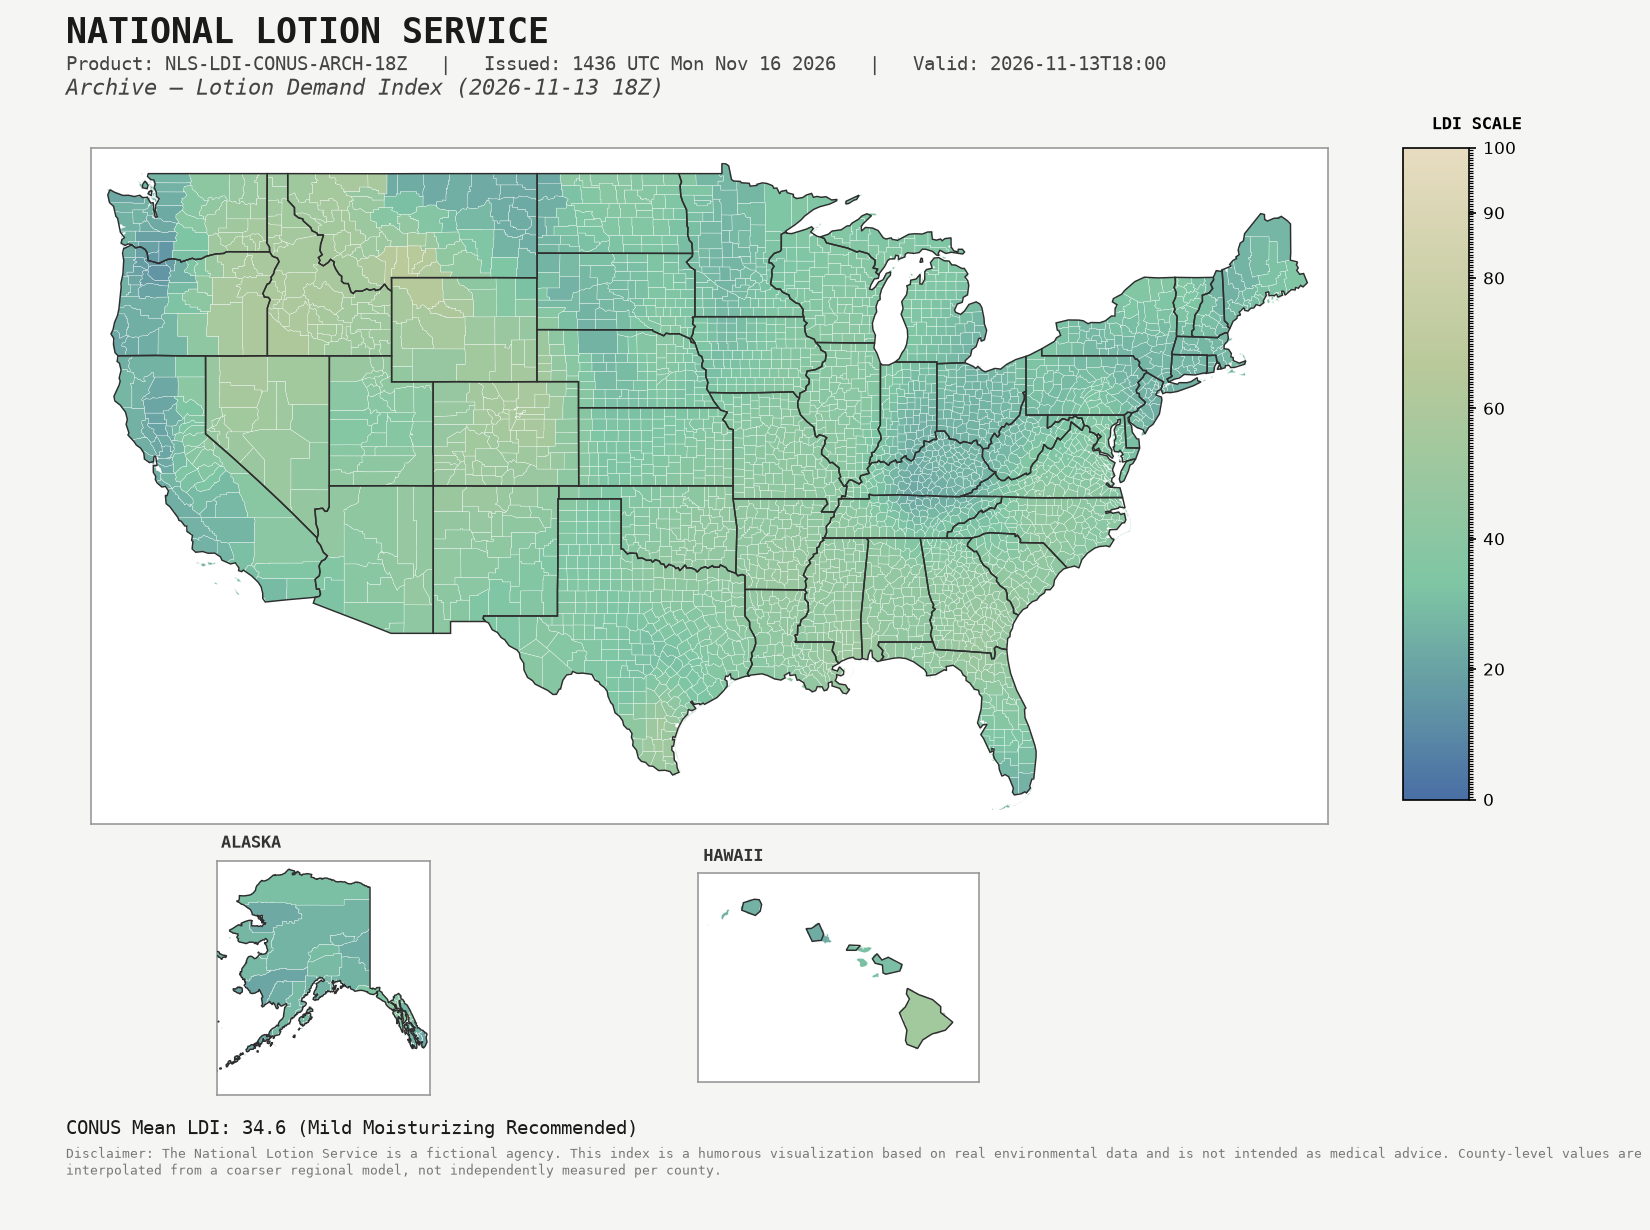 NATIONAL LOTION SERVICE
Product: NLS-LDI-CONUS-ARCH-18Z | Issued: 1436 UTC Mon Nov 16 2026 | Valid: 2026-11-13T18:00
Archive — Lotion Demand Index (2026-11-13 18Z)
LDI SCALE
100
90
80
60
40
20
0
ALASKA
HAWAII
CONUS Mean LDI: 34.6 (Mild Moisturizing Recommended)
Disclaimer: The National Lotion Service is a fictional agency. This index is a humorous visualization based on real environmental data and is not intended as medical advice. County-level values are
interpolated from a coarser regional model, not independently measured per county.